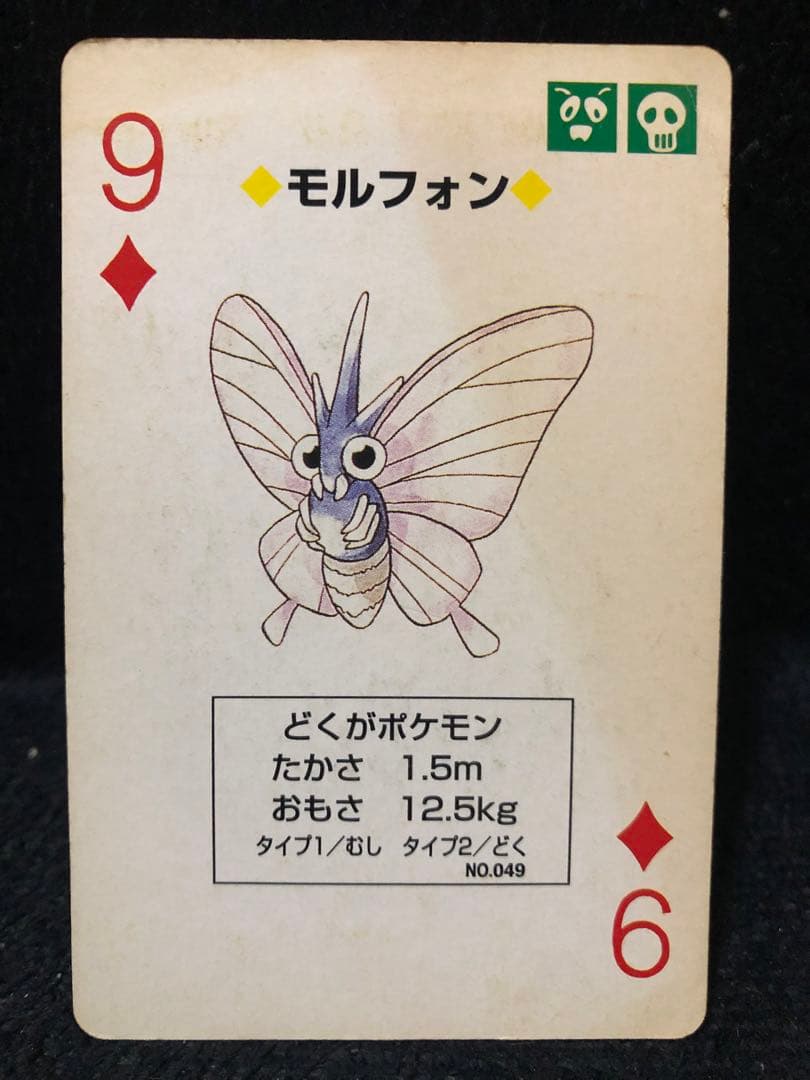 9
モルフォン
どくがポケモン
たかさ 1.5m
おもさ 12.5kg
タイプ1/むし タイプ2/どく
NO.049
9